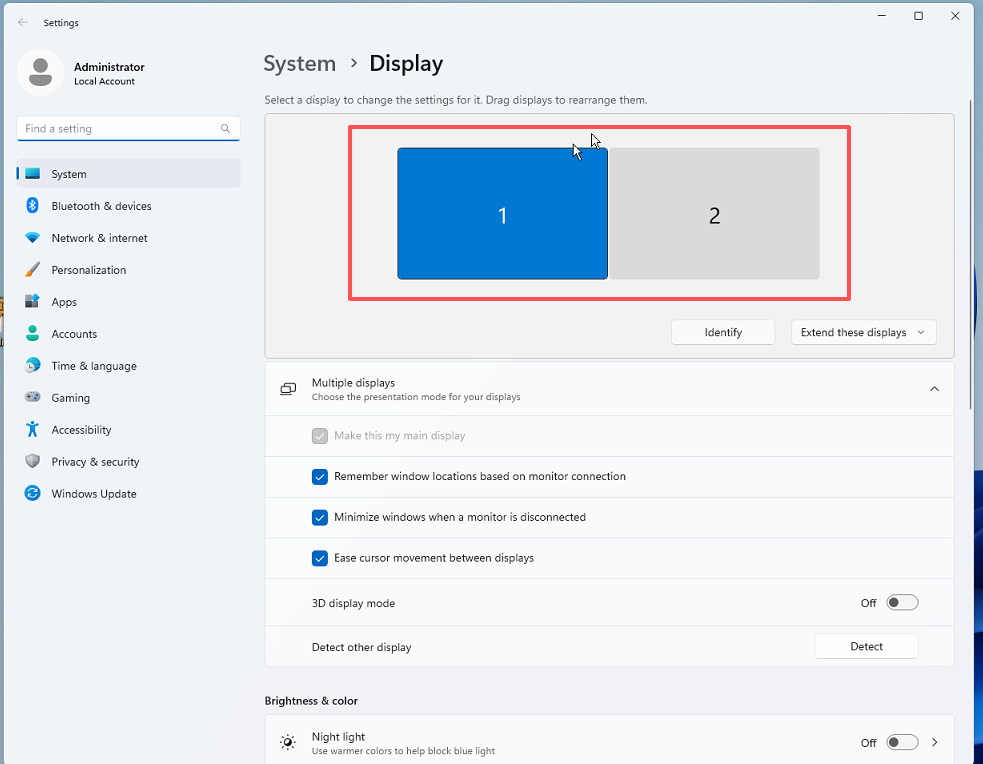 Settings
Administrator
Local Account
Find a setting
System
Bluetooth & devices
Network & internet
Personalization
Apps
Accounts
Time & language
Gaming
Accessibility
Privacy & security
Windows Update
System > Display
Select a display to change the settings for it. Drag displays to rearrange them.
1
2
Identify
Extend these displays
Multiple displays
Choose the presentation mode for your displays
Make this my main display
Remember window locations based on monitor connection
Minimize windows when a monitor is disconnected
Ease cursor movement between displays
3D display mode
Off
Detect other display
Detect
Brightness & color
Night light
Use warmer colors to help block blue light
Off